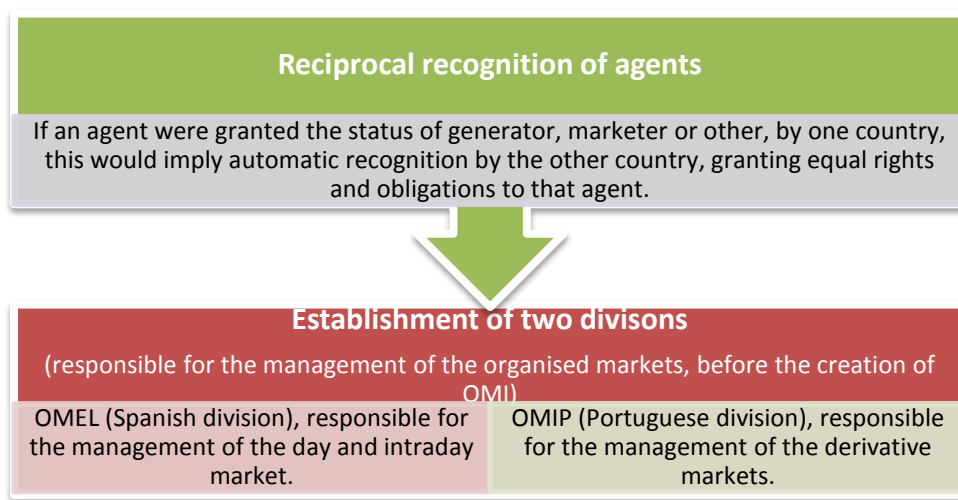 Reciprocal recognition of agents
If an agent were granted the status of generator, marketer or other, by one country,
this would imply automatic recognition by the other country, granting equal rights
and obligations to that agent.
Establishment of two divisons
(responsible for the management of the organised markets, before the creation of
OMI)
OMEL (Spanish division), responsible for
the management of the day and intraday
market.
OMIP (Portuguese division), responsible
for the management of the derivative
markets.